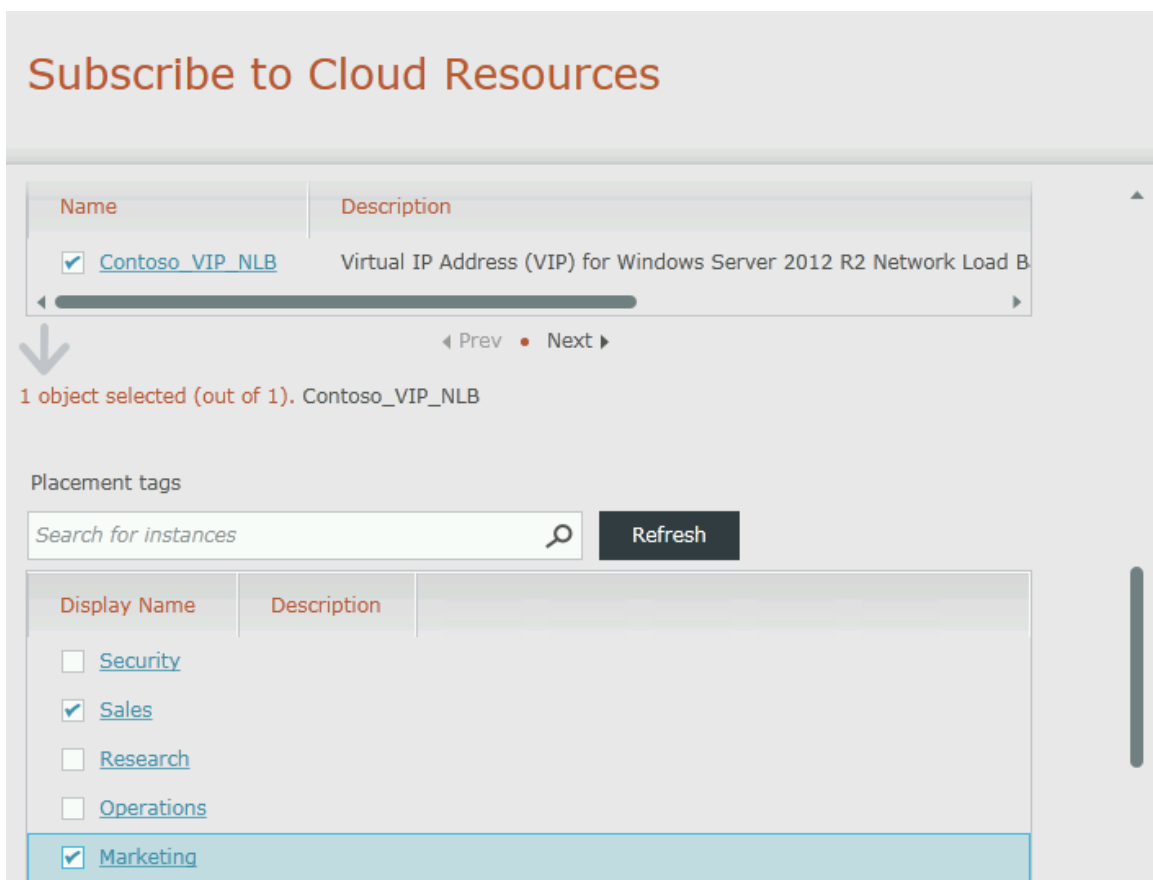 Subscribe to Cloud Resources
Name Description
Contoso_VIP_NLB Virtual IP Address (VIP) for Windows Server 2012 R2 Network Load B
Prev • Next
1 object selected (out of 1). Contoso_VIP_NLB
Placement tags
Search for instances Refresh
Display Name Description
Security
Sales
Research
Operations
Marketing